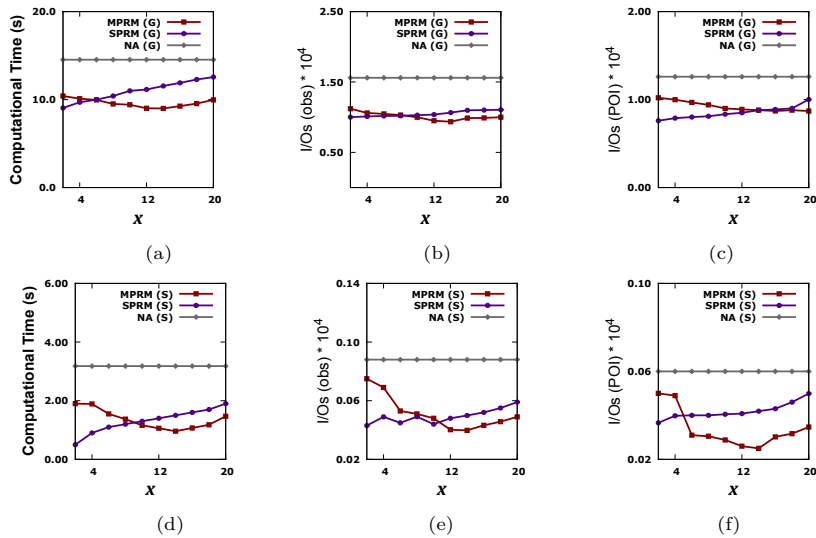 20.0
10.0
0.0
4
12
20
Computational Time (s)
X
MPRM (G)
SPRM (G)
NA (G)
(a)
2.50
1.50
0.50
4
12
20
I/Os (obs) * 10^4
X
MPRM (G)
SPRM (G)
NA (G)
(b)
2.00
1.00
0.00
4
12
20
I/Os (POI) * 10^4
X
MPRM (G)
SPRM (G)
NA (G)
(c)
6.00
4.00
2.00
0.00
4
12
20
Computational Time (s)
X
MPRM (S)
SPRM (S)
NA (S)
(d)
0.14
0.10
0.06
0.02
4
12
20
I/Os (obs) * 10^4
X
MPRM (S)
SPRM (S)
NA (S)
(e)
0.10
0.06
0.02
4
12
20
I/Os (POI) * 10^4
X
MPRM (S)
SPRM (S)
NA (S)
(f)